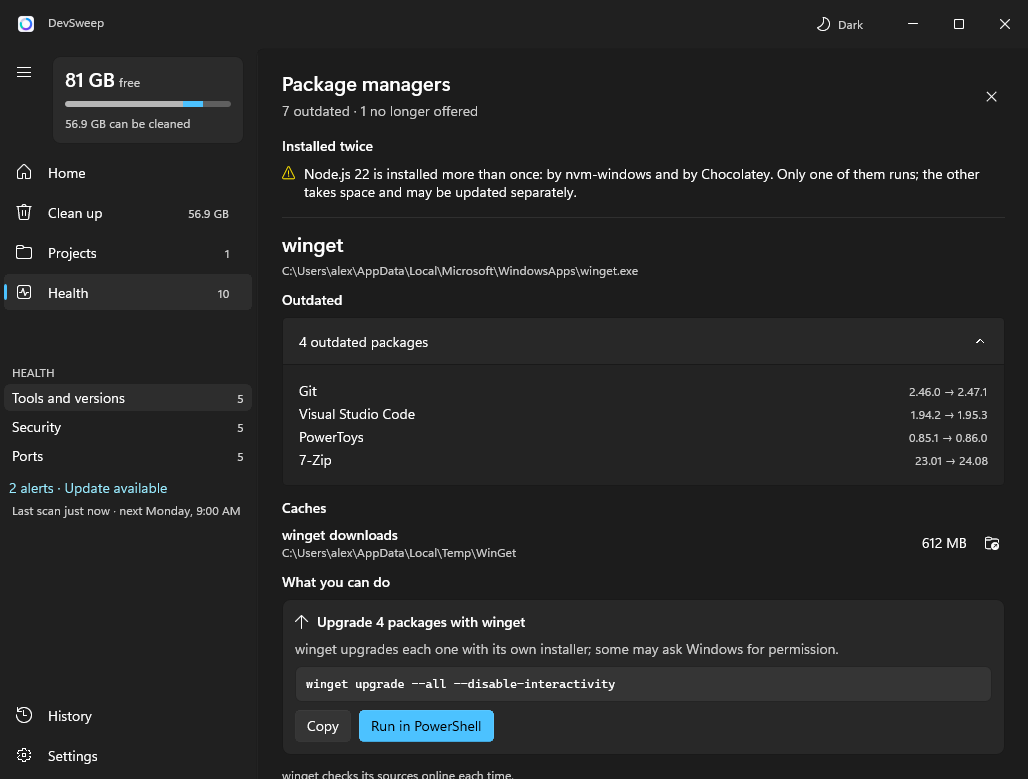 DevSweep
Dark
81 GB free
56.9 GB can be cleaned
Home
Clean up 56.9 GB
Projects 1
Health 10
HEALTH
Tools and versions 5
Security 5
Ports 5
2 alerts · Update available
Last scan just now · next Monday, 9:00 AM
History
Settings
Package managers
7 outdated · 1 no longer offered
Installed twice
Node.js 22 is installed more than once: by nvm-windows and by Chocolatey. Only one of them runs; the other
takes space and may be updated separately.
winget
C:\Users\alex\AppData\Local\Microsoft\WindowsApps\winget.exe
Outdated
4 outdated packages
Git 2.46.0 → 2.47.1
Visual Studio Code 1.94.2 → 1.95.3
PowerToys 0.85.1 → 0.86.0
7-Zip 23.01 → 24.08
Caches
winget downloads
C:\Users\alex\AppData\Local\Temp\WinGet
612 MB
What you can do
Upgrade 4 packages with winget
winget upgrades each one with its own installer; some may ask Windows for permission.
winget upgrade --all --disable-interactivity
Copy
Run in PowerShell
winget checks its sources online each time.